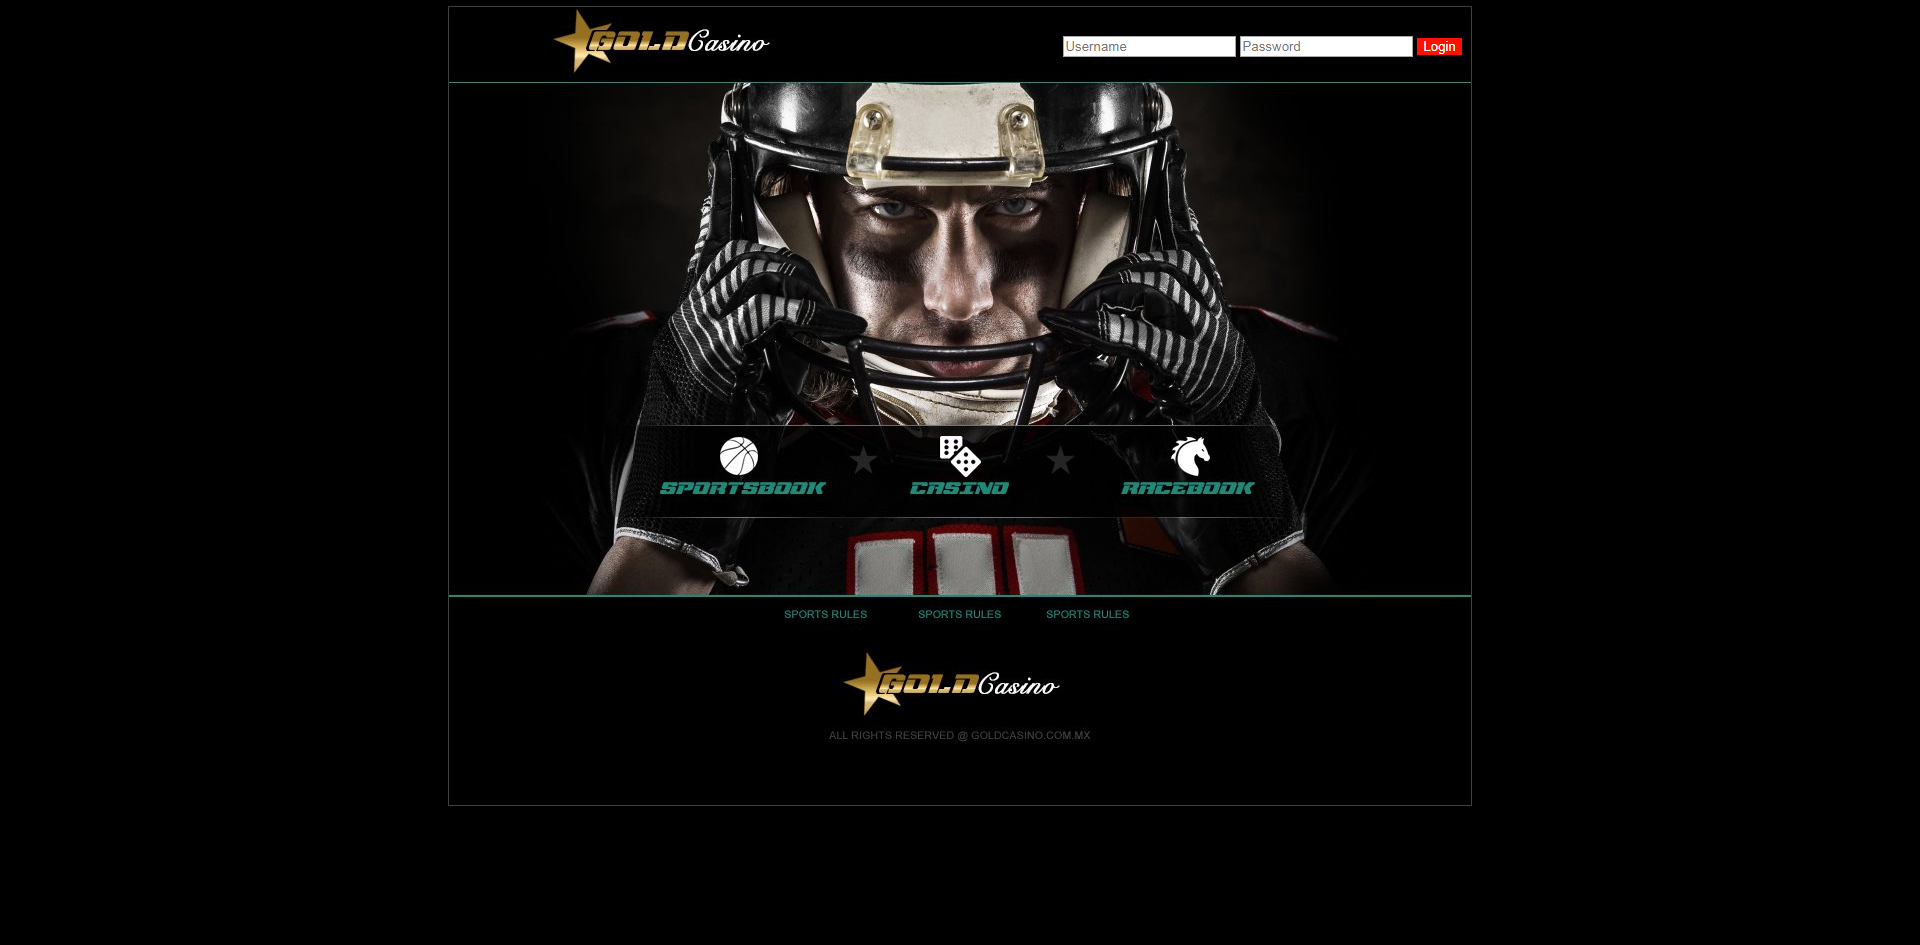 GOLD Casino
Username Password Login
SPORTSBOOK CASINO RACEBOOK
SPORTS RULES SPORTS RULES SPORTS RULES
GOLD Casino
ALL RIGHTS RESERVED @ GOLDCASINO.COM.MX